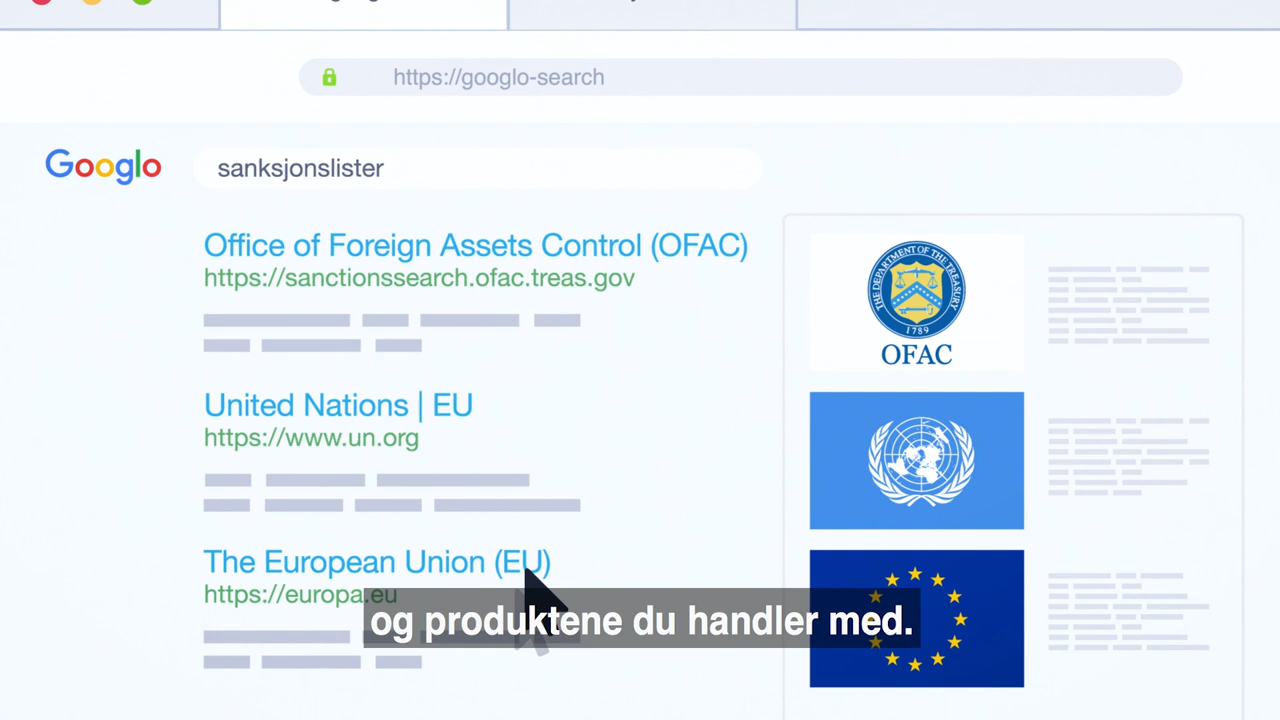 https://googlo-search
Googlo
sanksjonslister
Office of Foreign Assets Control (OFAC)
https://sanctionssearch.ofac.treas.gov
THE DEPARTMENT OF THE TREASURY
1789
OFAC
United Nations | EU
https://www.un.org
The European Union (EU)
https://europa.eu
og produktene du handler med.